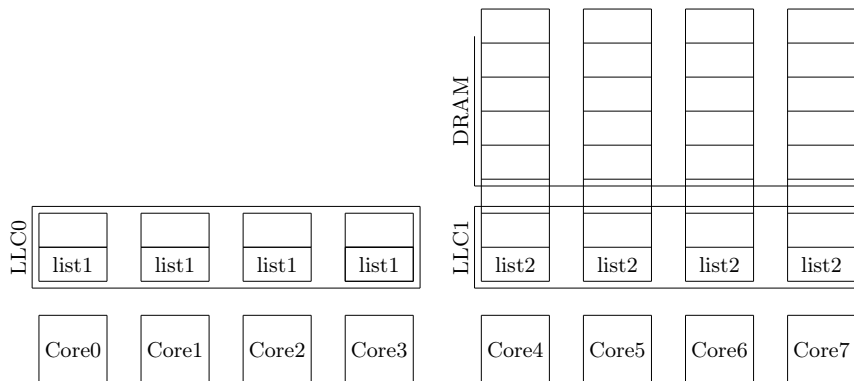 DRAM
LLC0
list1 list1 list1 list1
LLC1
list2 list2 list2 list2
Core0 Core1 Core2 Core3 Core4 Core5 Core6 Core7